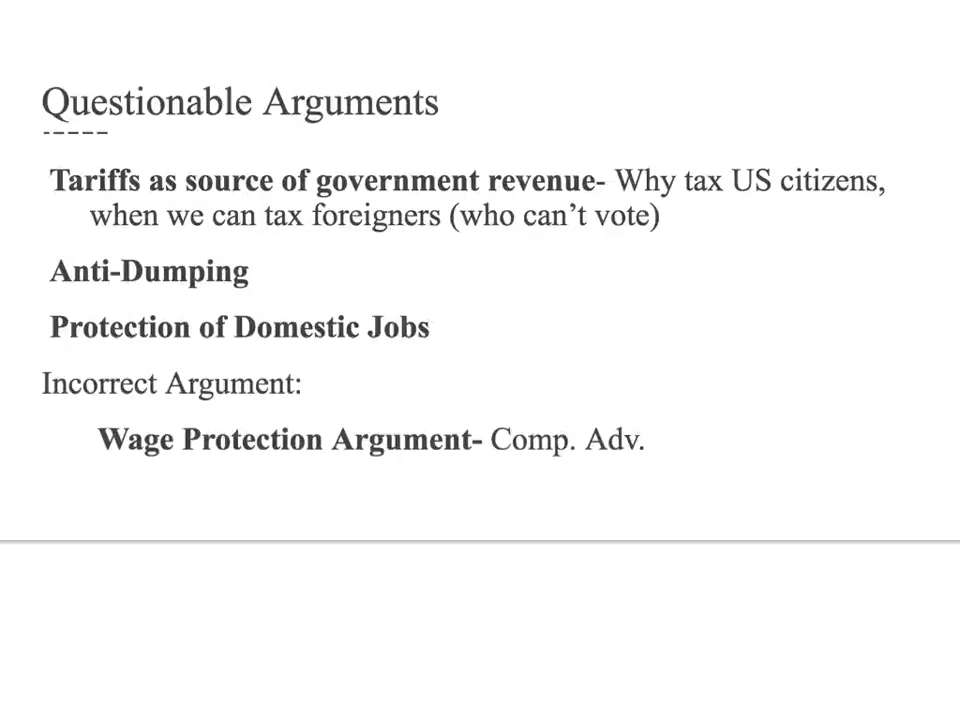 Questionable Arguments
Tariffs as source of government revenue- Why tax US citizens,
when we can tax foreigners (who can’t vote)
Anti-Dumping
Protection of Domestic Jobs
Incorrect Argument:
Wage Protection Argument- Comp. Adv.